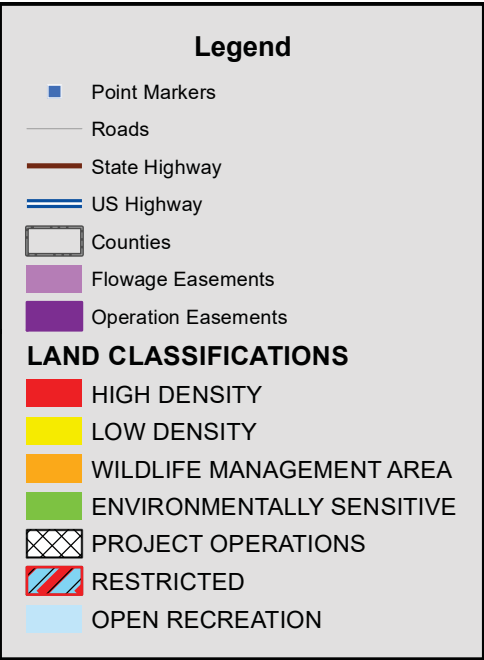 Legend
Point Markers
Roads
State Highway
US Highway
Counties
Flowage Easements
Operation Easements
LAND CLASSIFICATIONS
HIGH DENSITY
LOW DENSITY
WILDLIFE MANAGEMENT AREA
ENVIRONMENTALLY SENSITIVE
PROJECT OPERATIONS
RESTRICTED
OPEN RECREATION